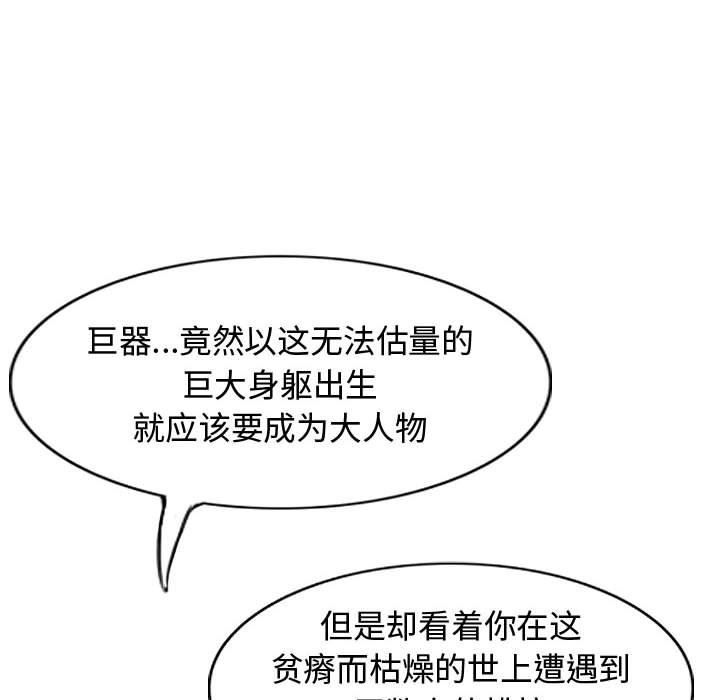 巨器...竟然以这无法估量的
巨大身躯出生
就应该要成为大人物
但是却看着你在这
贫瘠而枯燥的世上遭遇到